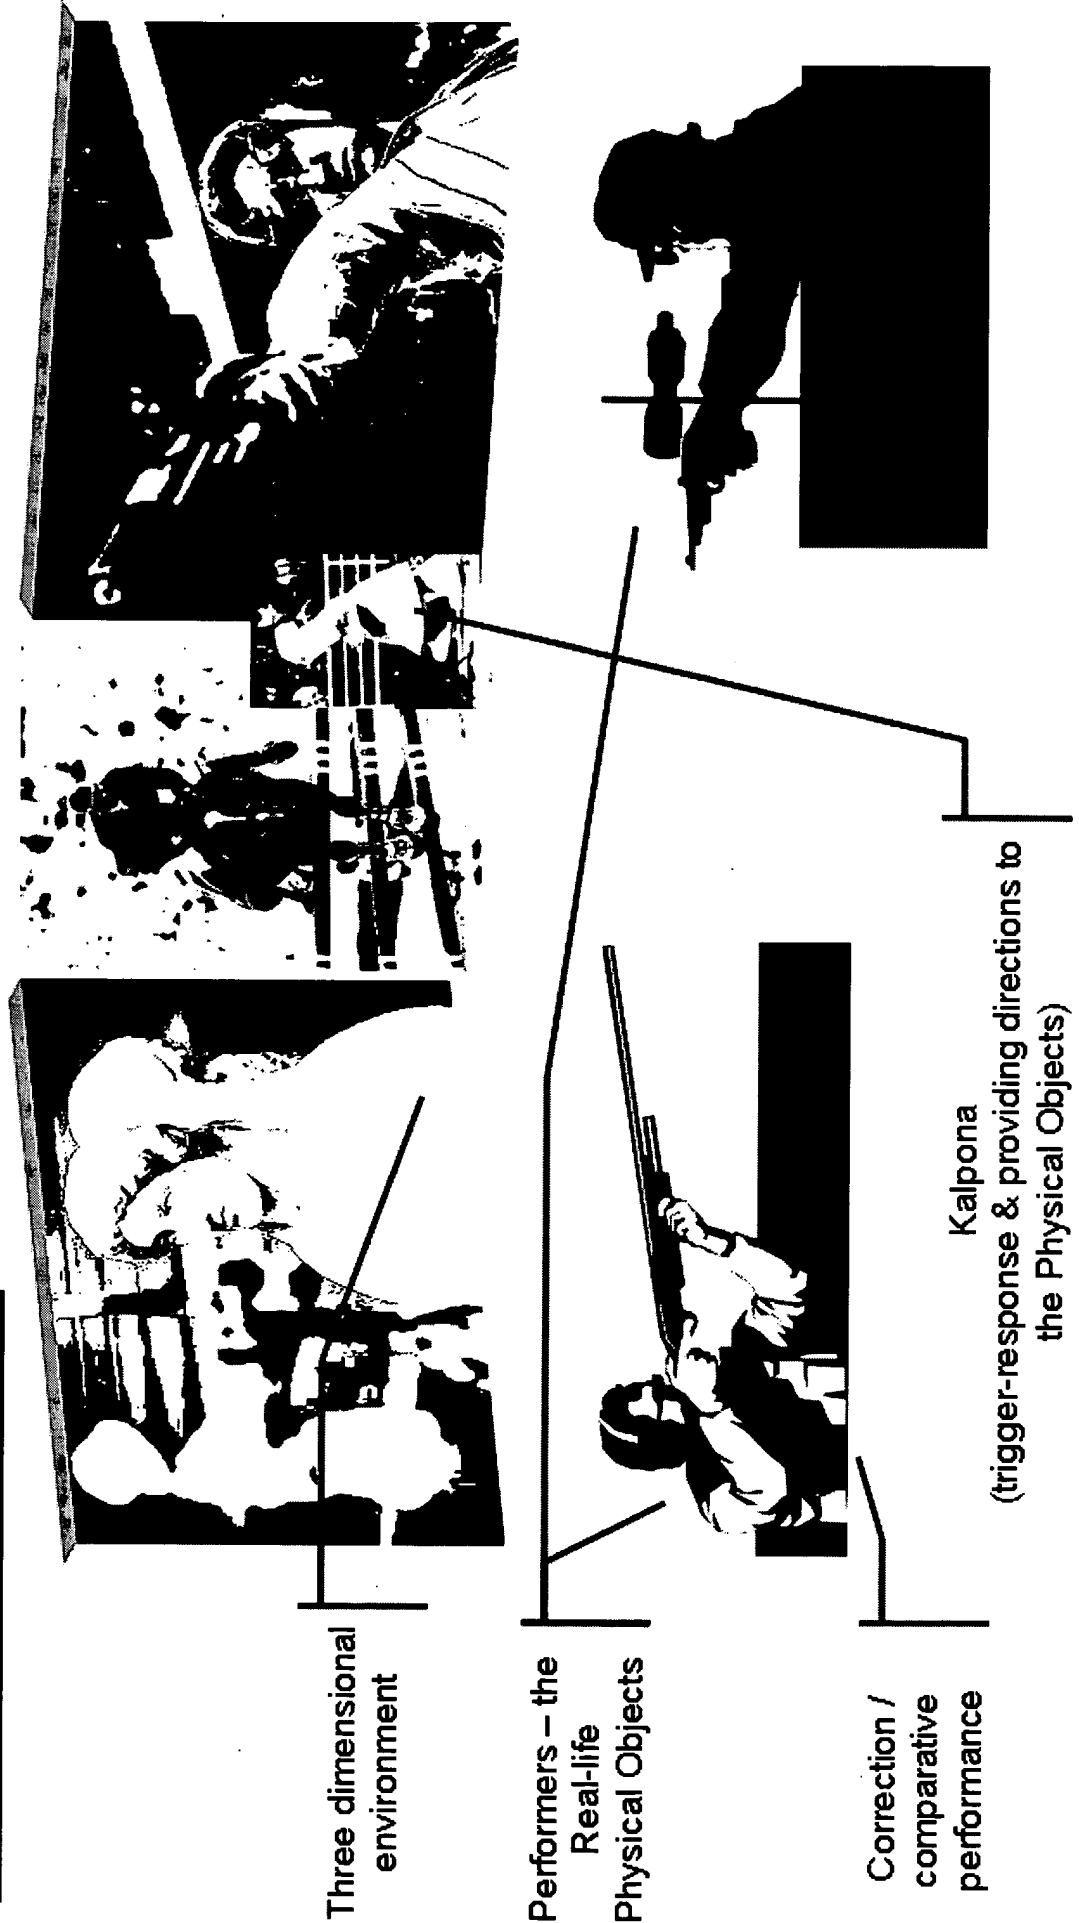 Three dimensional
environment
Performers – the
Real-life
Physical Objects
Correction /
comparative
performance
Kalpona
(trigger-response & providing directions to
the Physical Objects)